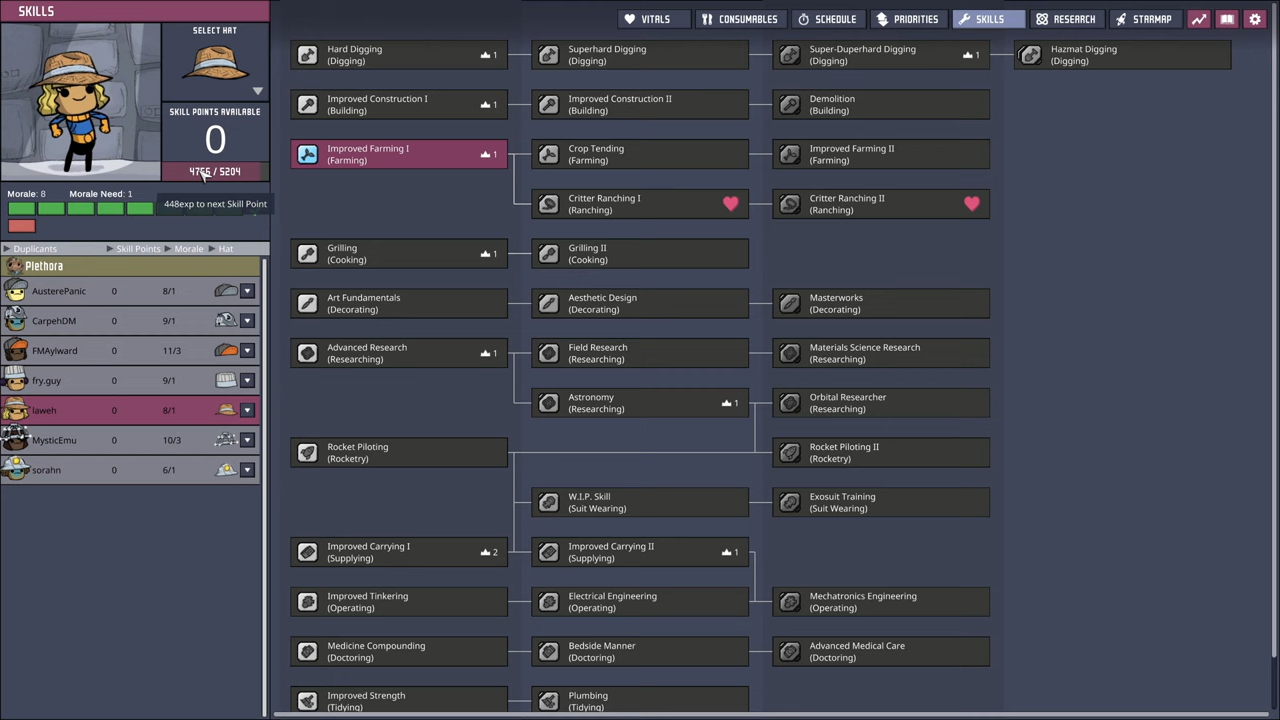 SKILLS
VITALS
CONSUMABLES
SCHEDULE
PRIORITIES
SKILLS
RESEARCH
STARMAP
SELECT HAT
SKILL POINTS AVAILABLE
0
/ 5204
448exp to next Skill Point
Morale: 8
Morale Need: 1
Duplicants
Skill Points
Morale
Hat
Plethora
AusterePanic 0 8/1
CarpehDM 0 9/1
FMAylward 0 11/3
fry.guy 0 9/1
laweh 0 8/1
MysticEmu 0 10/3
sorahn 0 6/1
Hard Digging
(Digging)
1
Superhard Digging
(Digging)
Super-Duperhard Digging
(Digging)
1
Hazmat Digging
(Digging)
Improved Construction I
(Building)
1
Improved Construction II
(Building)
Demolition
(Building)
Improved Farming I
(Farming)
1
Crop Tending
(Farming)
Improved Farming II
(Farming)
Critter Ranching I
(Ranching)
Critter Ranching II
(Ranching)
Grilling
(Cooking)
1
Grilling II
(Cooking)
Art Fundamentals
(Decorating)
Aesthetic Design
(Decorating)
Masterworks
(Decorating)
Advanced Research
(Researching)
1
Field Research
(Researching)
Materials Science Research
(Researching)
Astronomy
(Researching)
1
Orbital Researcher
(Researching)
Rocket Piloting
(Rocketry)
Rocket Piloting II
(Rocketry)
W.I.P. Skill
(Suit Wearing)
Exosuit Training
(Suit Wearing)
Improved Carrying I
(Supplying)
2
Improved Carrying II
(Supplying)
1
Improved Tinkering
(Operating)
Electrical Engineering
(Operating)
Mechatronics Engineering
(Operating)
Medicine Compounding
(Doctoring)
Bedside Manner
(Doctoring)
Advanced Medical Care
(Doctoring)
Improved Strength
(Tidying)
Plumbing
(Tidying)